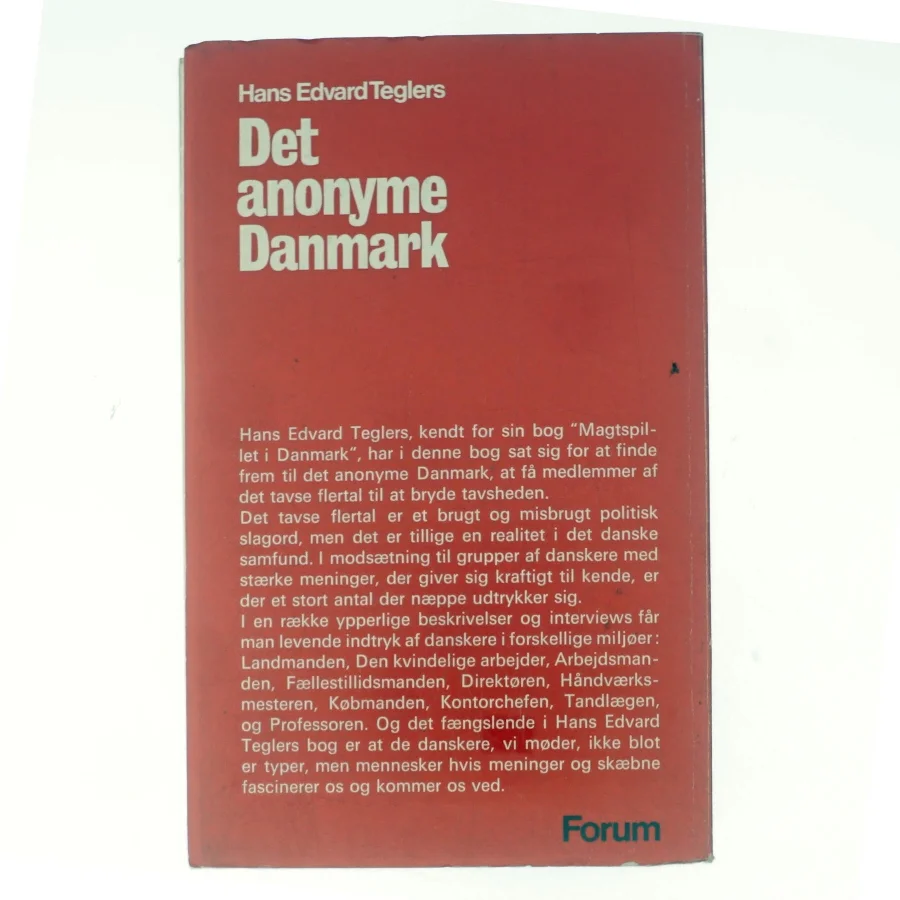 Hans Edvard Teglers
Det
anonyme
Danmark
Hans Edvard Teglers, kendt for sin bog "Magtspil-
let i Danmark", har i denne bog sat sig for at finde
frem til det anonyme Danmark, at få medlemmer af
det tavse flertal til at bryde tavsheden.
Det tavse flertal er et brugt og misbrugt politisk
slagord, men det er tillige en realitet i det danske
samfund. I modsætning til grupper af danskere med
stærke meninger, der giver sig kraftigt til kende, er
der et stort antal der næppe udtrykker sig.
I en række ypperlige beskrivelser og interviews får
man levende indtryk af danskere i forskellige miljøer:
Landmanden, Den kvindelige arbejder, Arbejdsman-
den, Fællestillidsmanden, Direktøren, Håndværks-
mesteren, Købmanden, Kontorchefen, Tandlægen,
og Professoren. Og det fængslende i Hans Edvard
Teglers bog er at de danskere, vi møder, ikke blot
er typer, men mennesker hvis meninger og skæbne
fascinerer os og kommer os ved.
Forum